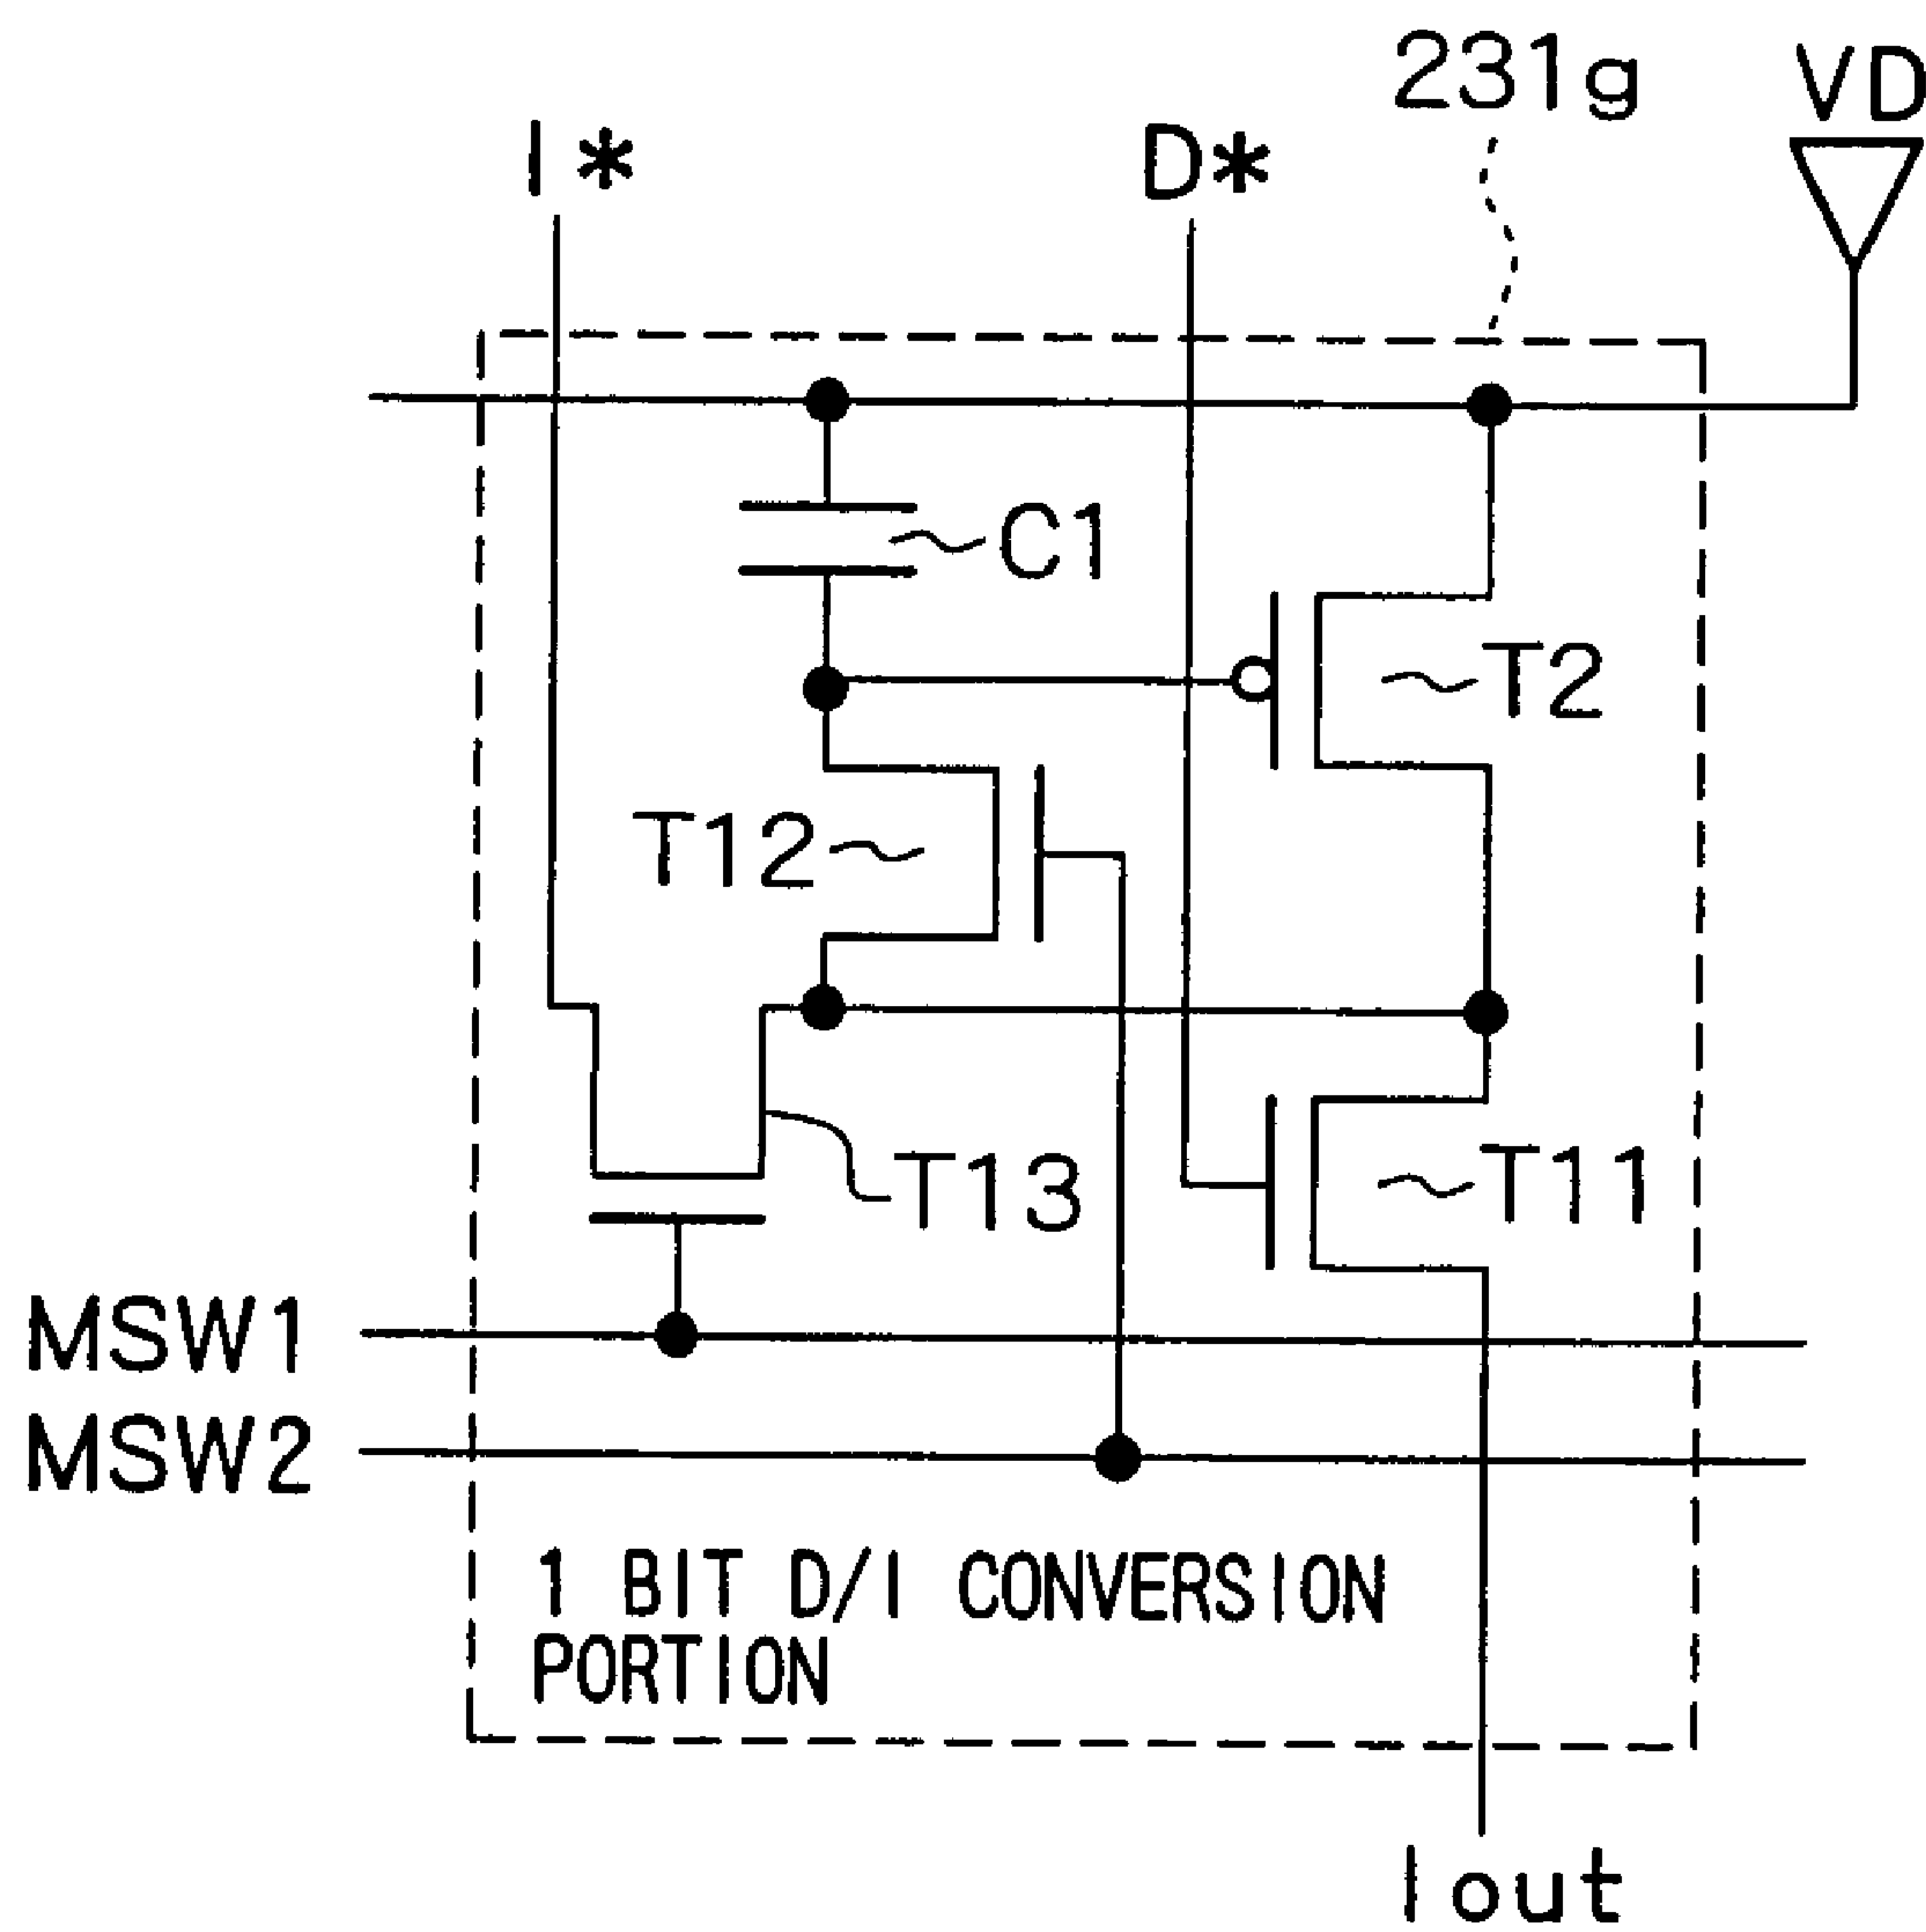 231g
VD
I*
D*
C1
T2
T12
T13
T11
MSW1
MSW2
1 BIT D/I CONVERSION
PORTION
Iout